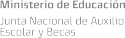 Ministerio de Educación
Junta Nacional de Auxilio
Escolar y Becas